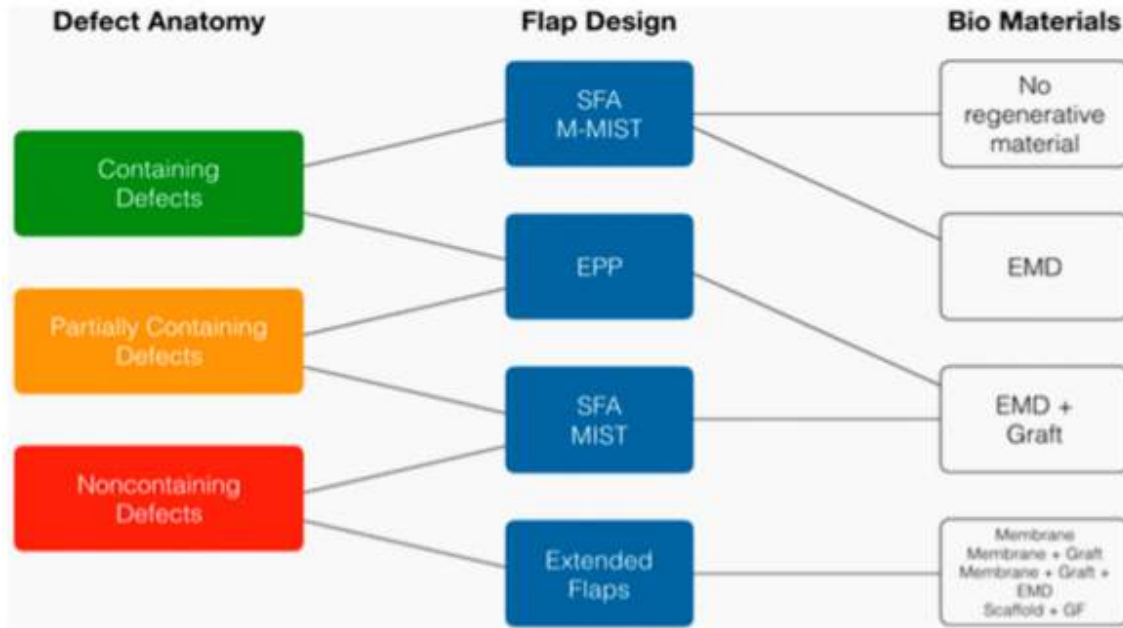 Defect Anatomy
Flap Design
Bio Materials
Containing
Defects
Partially Containing
Defects
Noncontaining
Defects
SFA
M-MIST
EPP
SFA
MIST
Extended
Flaps
No
regenerative
material
EMD
EMD +
Graft
Membrane
Membrane + Graft
Membrane + Graft +
EMD
Scaffold + GF